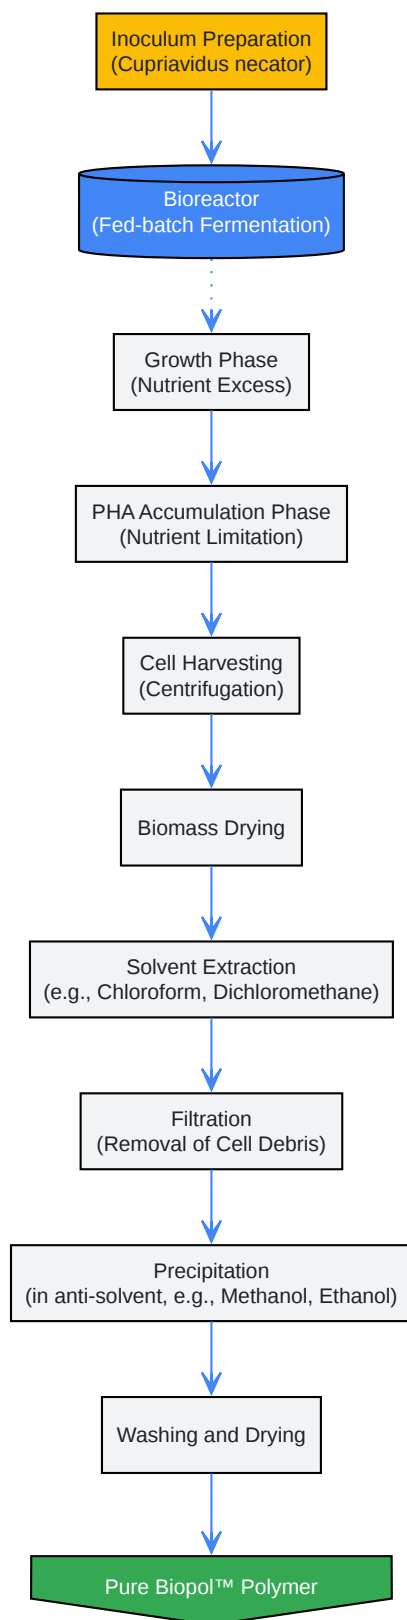 Inoculum Preparation
(Cupriavidus necator)
Bioreactor
(Fed-batch Fermentation)
Growth Phase
(Nutrient Excess)
PHA Accumulation Phase
(Nutrient Limitation)
Cell Harvesting
(Centrifugation)
Biomass Drying
Solvent Extraction
(e.g., Chloroform, Dichloromethane)
Filtration
(Removal of Cell Debris)
Precipitation
(in anti-solvent, e.g., Methanol, Ethanol)
Washing and Drying
Pure Biopol™ Polymer